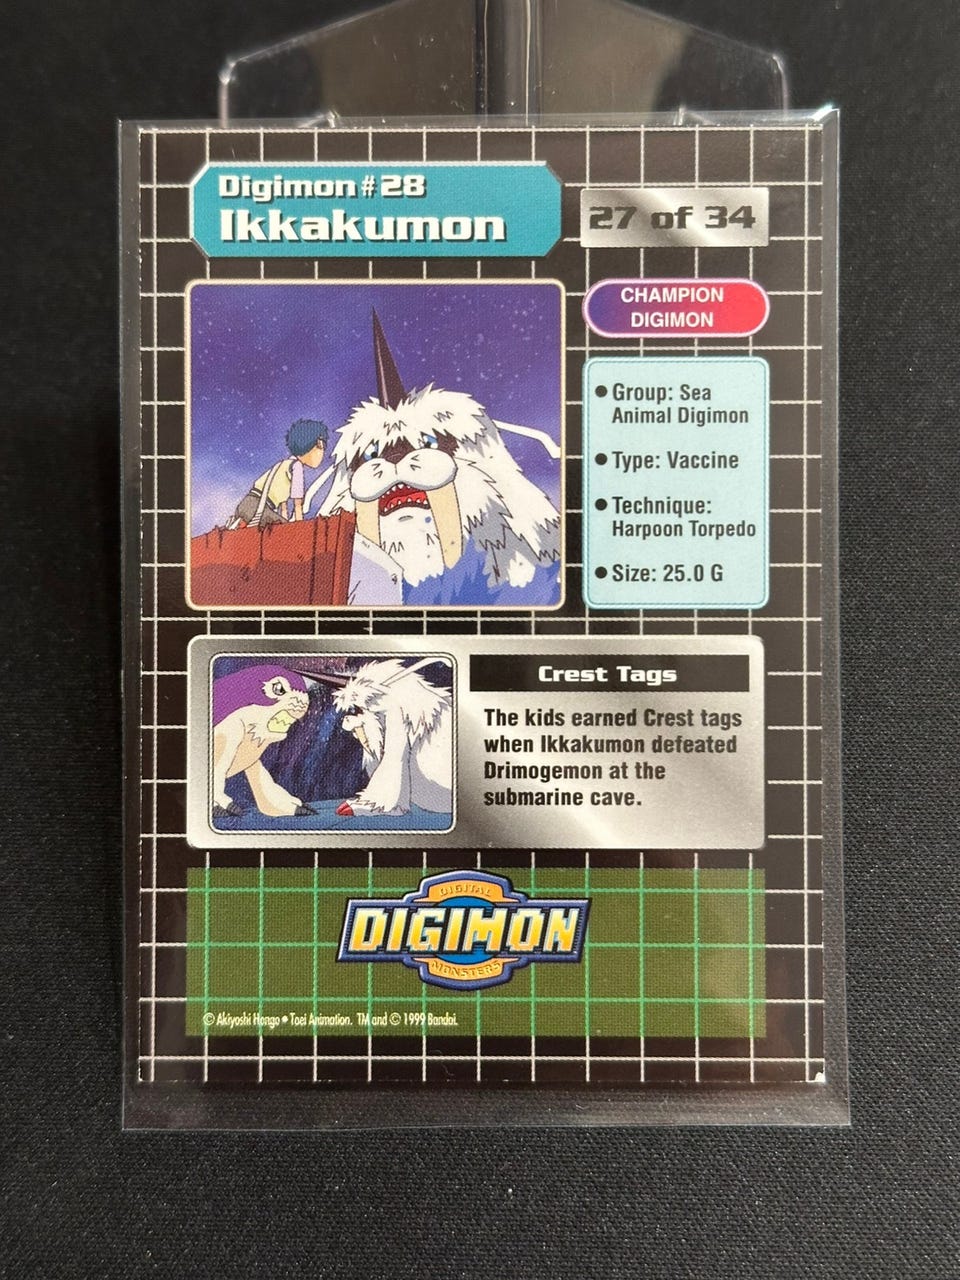 Digimon # 28
Ikkakumon
27 of 34
CHAMPION
DIGIMON
● Group: Sea
Animal Digimon
● Type: Vaccine
● Technique:
Harpoon Torpedo
● Size: 25.0 G
Crest Tags
The kids earned Crest tags
when Ikkakumon defeated
Drimogemon at the
submarine cave.
DIGITAL
DIGIMON
MONSTERS
© Akiyoshi Hongo ● Toei Animation. TM and © 1999 Bandai.